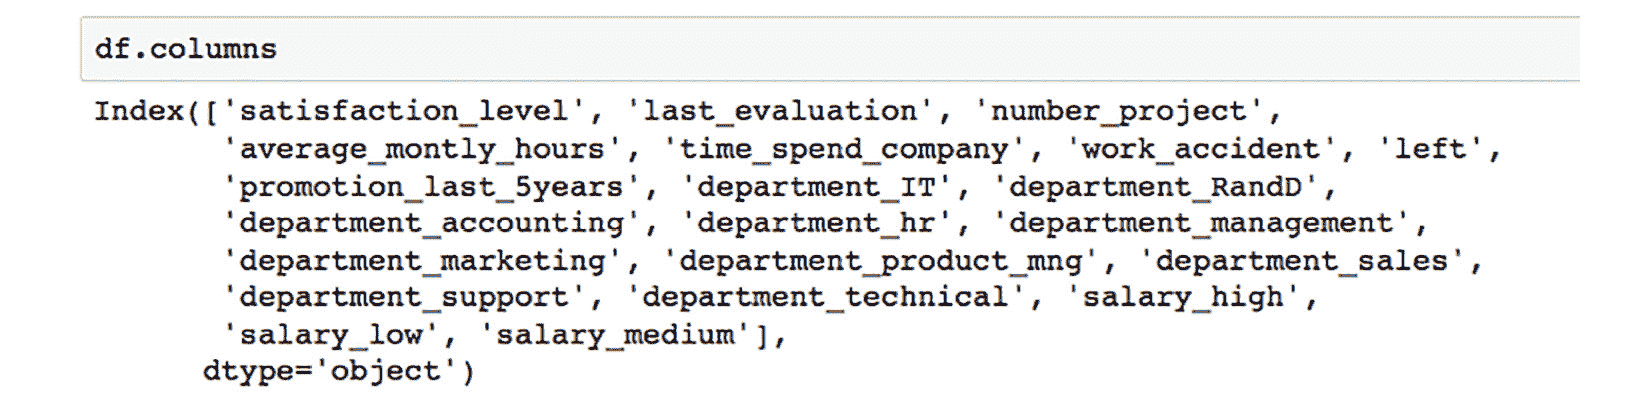 df.columns
Index(['satisfaction_level', 'last_evaluation', 'number_project',
'average_montly_hours', 'time_spend_company', 'work_accident', 'left',
'promotion_last_5years', 'department_IT', 'department_RandD',
'department_accounting', 'department_hr', 'department_management',
'department_marketing', 'department_product_mng', 'department_sales',
'department_support', 'department_technical', 'salary_high',
'salary_low', 'salary_medium'],
dtype='object')